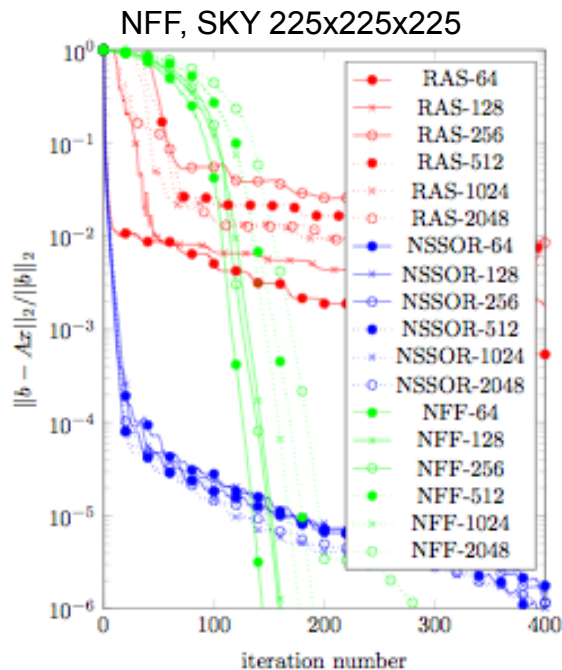 NFF, SKY 225x225x225
10^0
10^{-1}
10^{-2}
10^{-3}
10^{-4}
10^{-5}
10^{-6}
||b − Ax||_2/||b||_2
RAS-64
RAS-128
RAS-256
RAS-512
RAS-1024
RAS-2048
NSSOR-64
NSSOR-128
NSSOR-256
NSSOR-512
NSSOR-1024
NSSOR-2048
NFF-64
NFF-128
NFF-256
NFF-512
NFF-1024
NFF-2048
0 100 200 300 400
iteration number